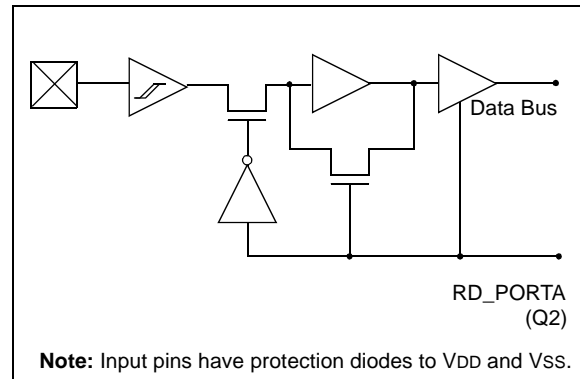 Data Bus
RD_PORTA
(Q2)
Note: Input pins have protection diodes to VDD and VSS.